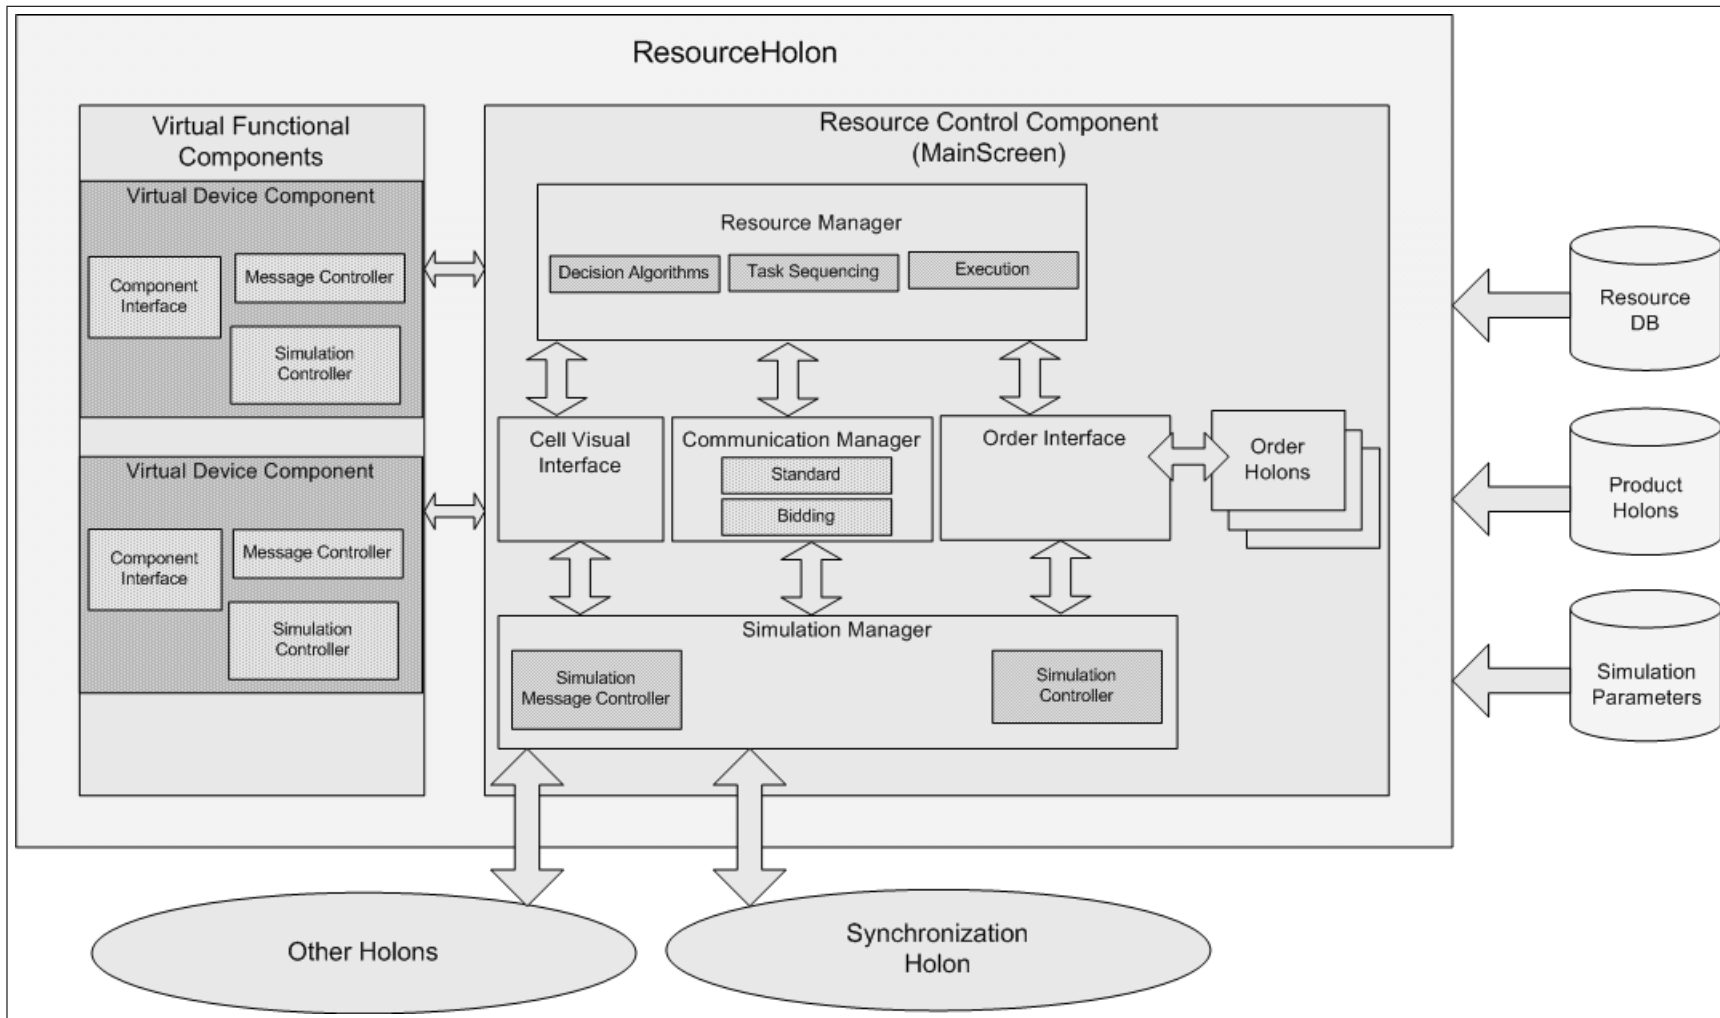 ResourceHolon
Virtual Functional
Components
Virtual Device Component
Component
Interface
Message Controller
Simulation
Controller
Virtual Device Component
Component
Interface
Message Controller
Simulation
Controller
Resource Control Component
(MainScreen)
Resource Manager
Decision Algorithms
Task Sequencing
Execution
Cell Visual
Interface
Communication Manager
Standard
Bidding
Order Interface
Order
Holons
Simulation Manager
Simulation
Message Controller
Simulation
Controller
Resource
DB
Product
Holons
Simulation
Parameters
Other Holons
Synchronization
Holon